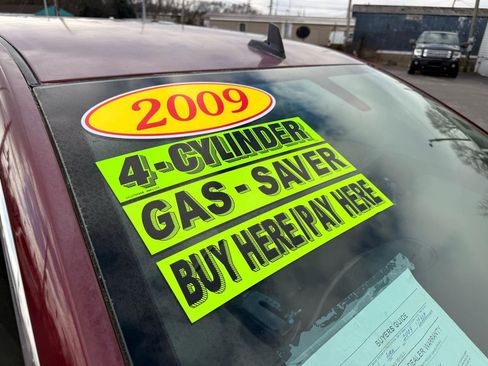 2009
4-CYLINDER
GAS-SAVER
BUY HERE/PAY HERE
BUYERS GUIDE
DEALER WARRANTY